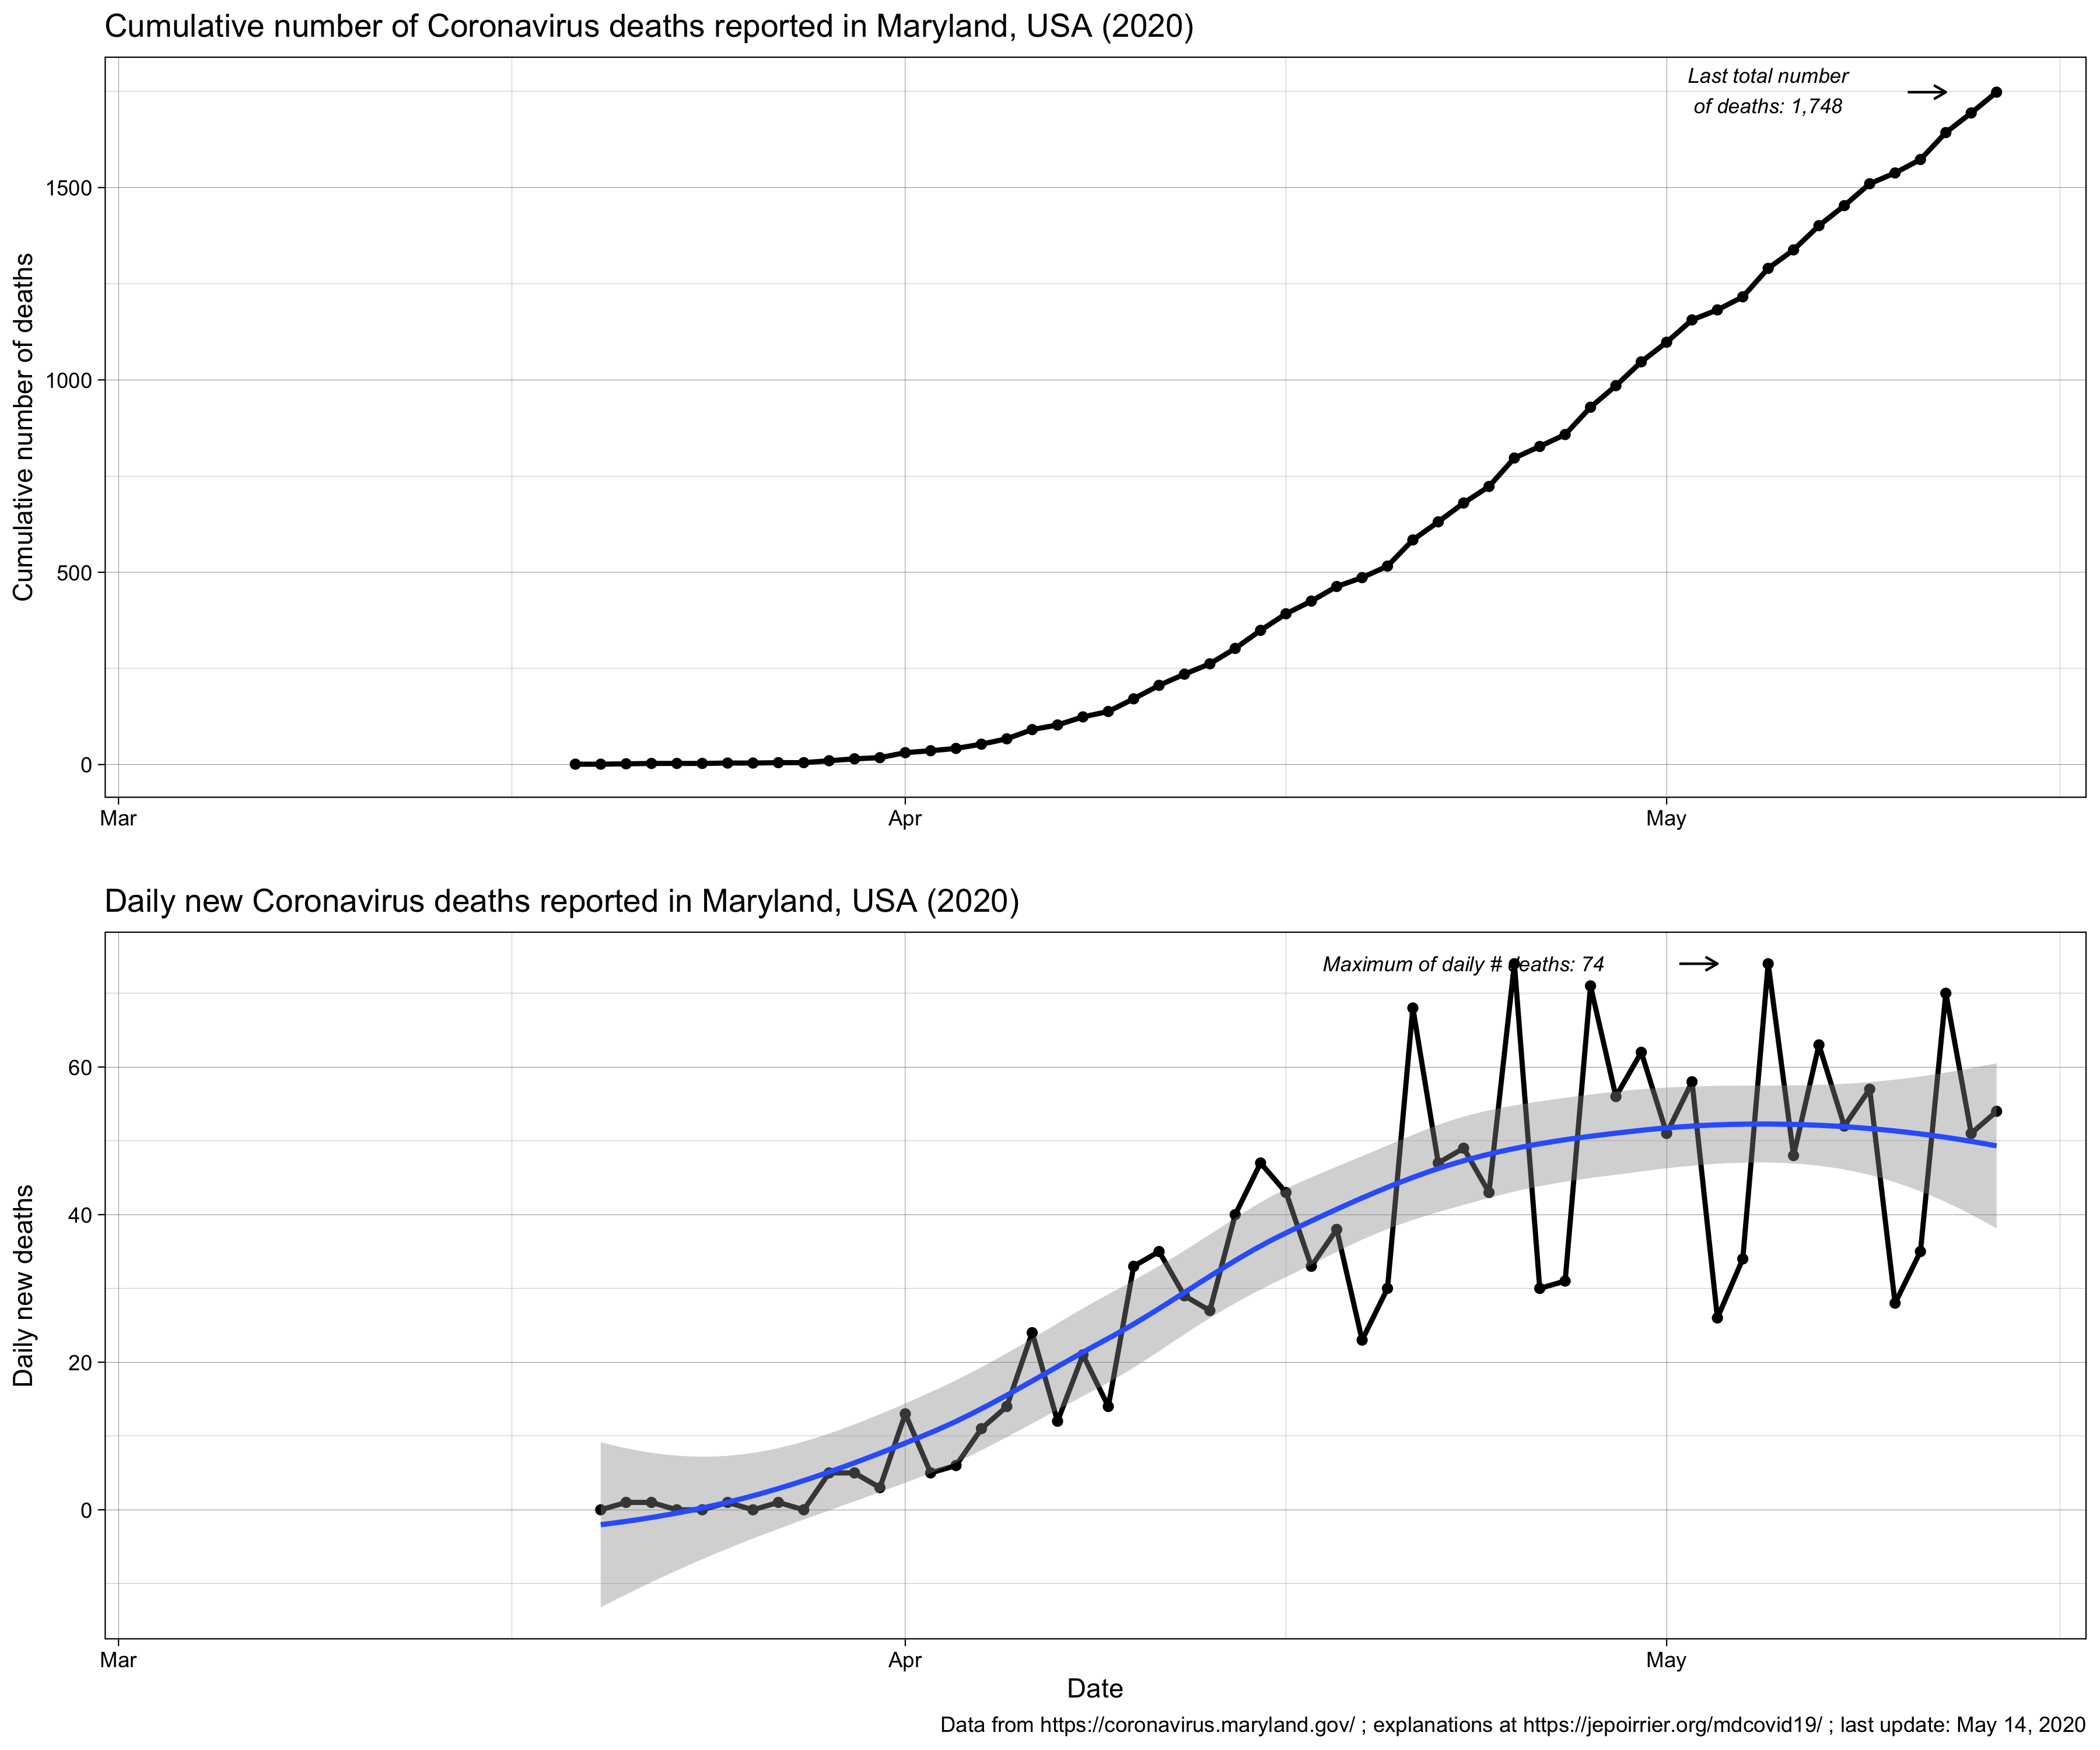 Cumulative number of Coronavirus deaths reported in Maryland, USA (2020)
Last total number
of deaths: 1,748
Cumulative number of deaths
1500
1000
500
0
Mar
Apr
May
Daily new Coronavirus deaths reported in Maryland, USA (2020)
Maximum of daily # deaths: 74
Daily new deaths
60
40
20
0
Mar
Apr
May
Date
Data from https://coronavirus.maryland.gov/ ; explanations at https://jepoirrier.org/mdcovid19/ ; last update: May 14, 2020